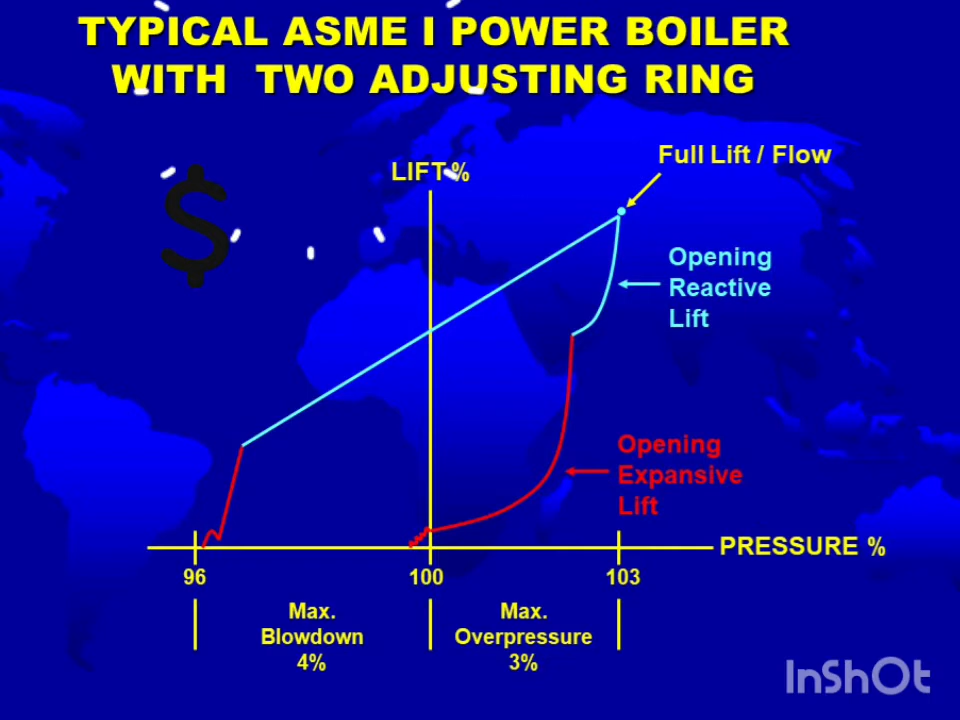 TYPICAL ASME I POWER BOILER
WITH TWO ADJUSTING RING
LIFT %
Full Lift / Flow
$
Opening
Reactive
Lift
Opening
Expansive
Lift
PRESSURE %
96
100
103
Max.
Blowdown
4%
Max.
Overpressure
3%
InShOt